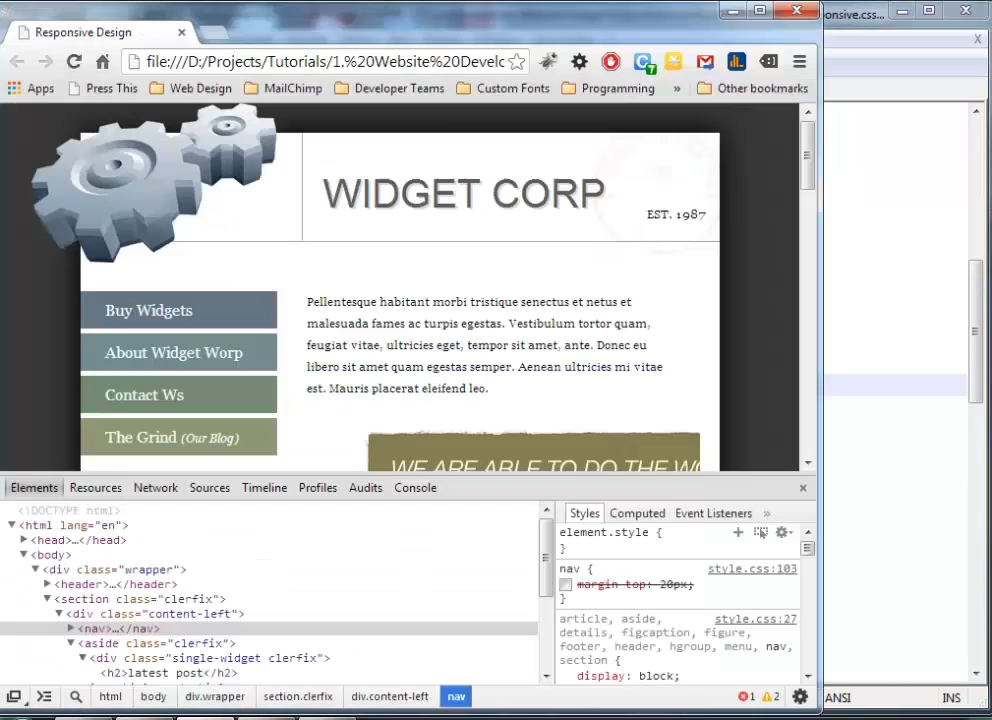 Responsive Design
onsive.css...
file:///D:/Projects/Tutorials/1.%20Website%20Develc
7
Apps Press This Web Design MailChimp Developer Teams Custom Fonts Programming » Other bookmarks
WIDGET CORP
EST. 1987
Buy Widgets
About Widget Worp
Contact Ws
The Grind (Our Blog)
Pellentesque habitant morbi tristique senectus et netus et
malesuada fames ac turpis egestas. Vestibulum tortor quam,
feugiat vitae, ultricies eget, tempor sit amet, ante. Donec eu
libero sit amet quam egestas semper. Aenean ultricies mi vitae
est. Mauris placerat eleifend leo.
WE ARE ABLE TO DO THE WO
Elements Resources Network Sources Timeline Profiles Audits Console
<!DOCTYPE html>
<html lang="en">
<head>…</head>
<body>
<div class="wrapper">
<header>…</header>
<section class="clerfix">
<div class="content-left">
<nav>…</nav>
<aside class="clerfix">
<div class="single-widget clerfix">
<h2>latest post</h2>
Styles Computed Event Listeners »
element.style {
}
nav { style.css:103
margin-top: 20px;
}
article, aside, style.css:27
details, figcaption, figure,
footer, header, hgroup, menu, nav,
section {
display: block;
html body div.wrapper section.clerfix div.content-left nav
1 2
ANSI INS